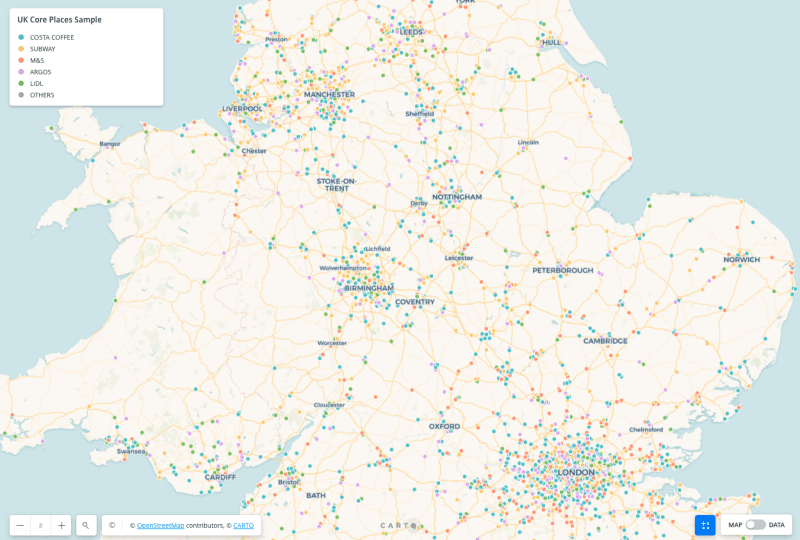 UK Core Places Sample
COSTA COFFEE
SUBWAY
M&S
ARGOS
LIDL
OTHERS
YORK
Preston
LEEDS
HULL
MANCHESTER
LIVERPOOL
Sheffield
Bangor
Chester
Lincoln
STOKE-ON-
TRENT
Derby
NOTTINGHAM
Lichfield
Wolverhampton
Leicester
PETERBOROUGH
NORWICH
BIRMINGHAM
COVENTRY
Worcester
CAMBRIDGE
Gloucester
OXFORD
Chelmsford
Swansea
CARDIFF
Bristol
LONDON
BATH
8
© OpenStreetMap contributors, © CARTO
CARTO
MAP
DATA